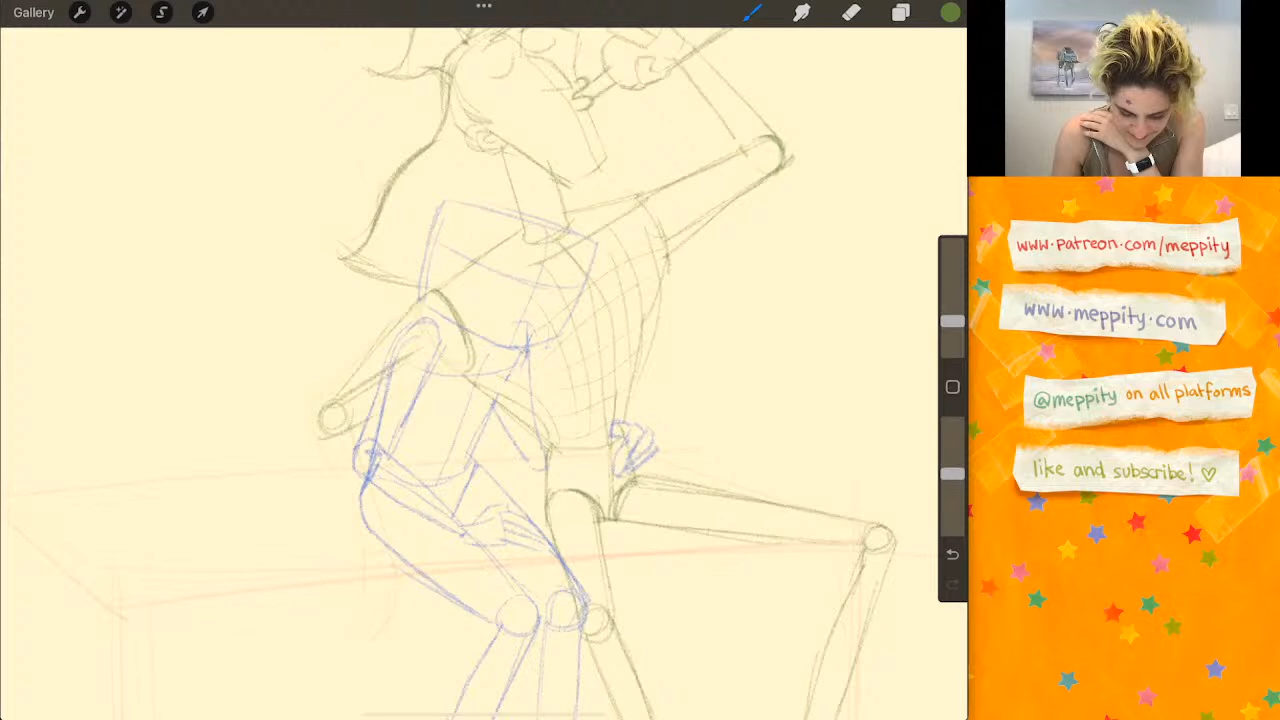 Gallery
www.patreon.com/meppity
www.meppity.com
@meppity on all platforms
like and subscribe! ♡